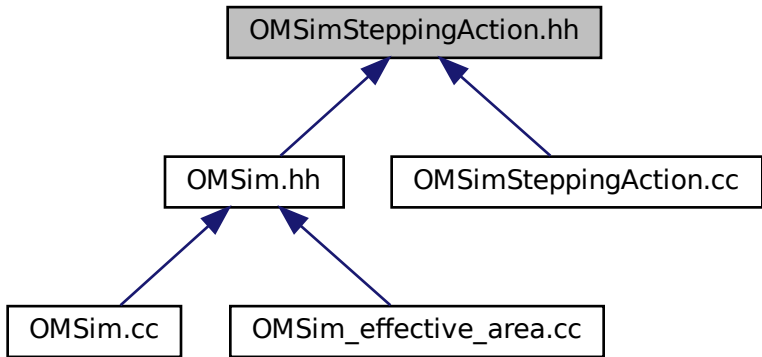 OMSimSteppingAction.hh
OMSim.hh
OMSimSteppingAction.cc
OMSim.cc
OMSim_effective_area.cc